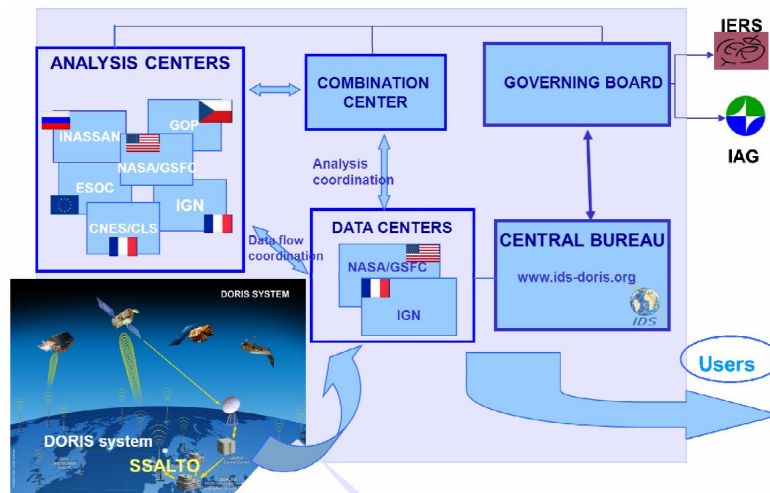 IERS
IAG
ANALYSIS CENTERS
INASSAN
GOP
NASA/GSFC
ESOC
IGN
CNES/CLS
COMBINATION
CENTER
GOVERNING BOARD
Analysis
coordination
Data flow
coordination
DATA CENTERS
NASA/GSFC
IGN
CENTRAL BUREAU
www.ids-doris.org
IDS
DORIS SYSTEM
DORIS system
SSALTO
Users